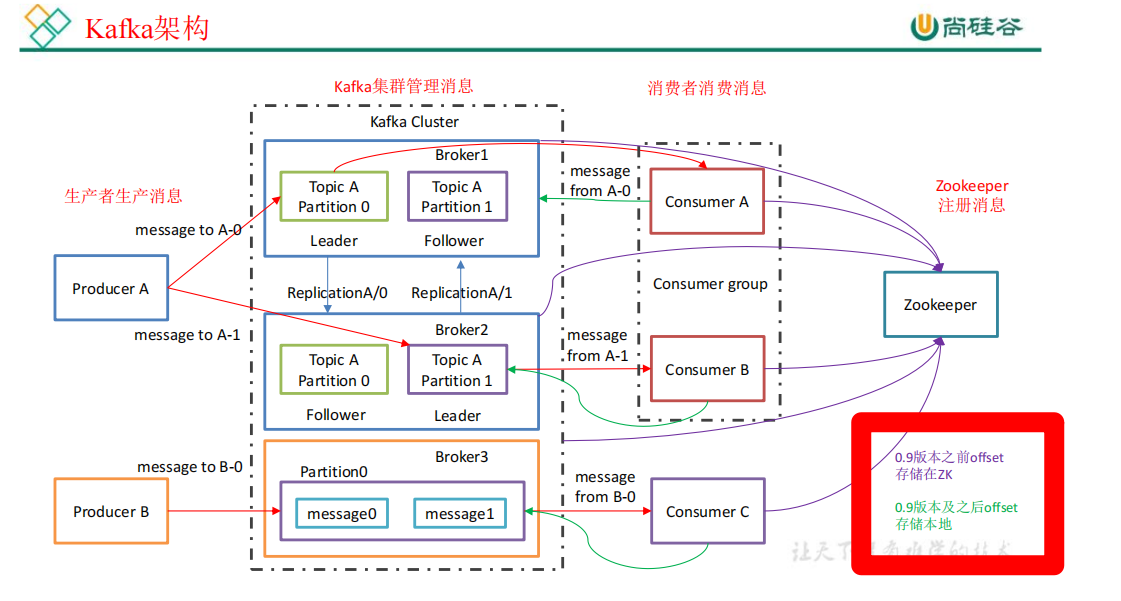 Kafka架构
尚硅谷
Kafka集群管理消息
消费者消费消息
Kafka Cluster
Broker1
Topic A
Partition 0
Topic A
Partition 1
Leader
Follower
生产者生产消息
message to A-0
Producer A
message to A-1
ReplicationA/0
ReplicationA/1
Broker2
Topic A
Partition 0
Topic A
Partition 1
Follower
Leader
message to B-0
Producer B
Broker3
Partition0
message0
message1
message
from A-0
Consumer A
Consumer group
message
from A-1
Consumer B
message
from B-0
Consumer C
Zookeeper
注册消息
Zookeeper
0.9版本之前offset
存储在ZK
0.9版本及之后offset
存储本地
让天下没有难学的技术